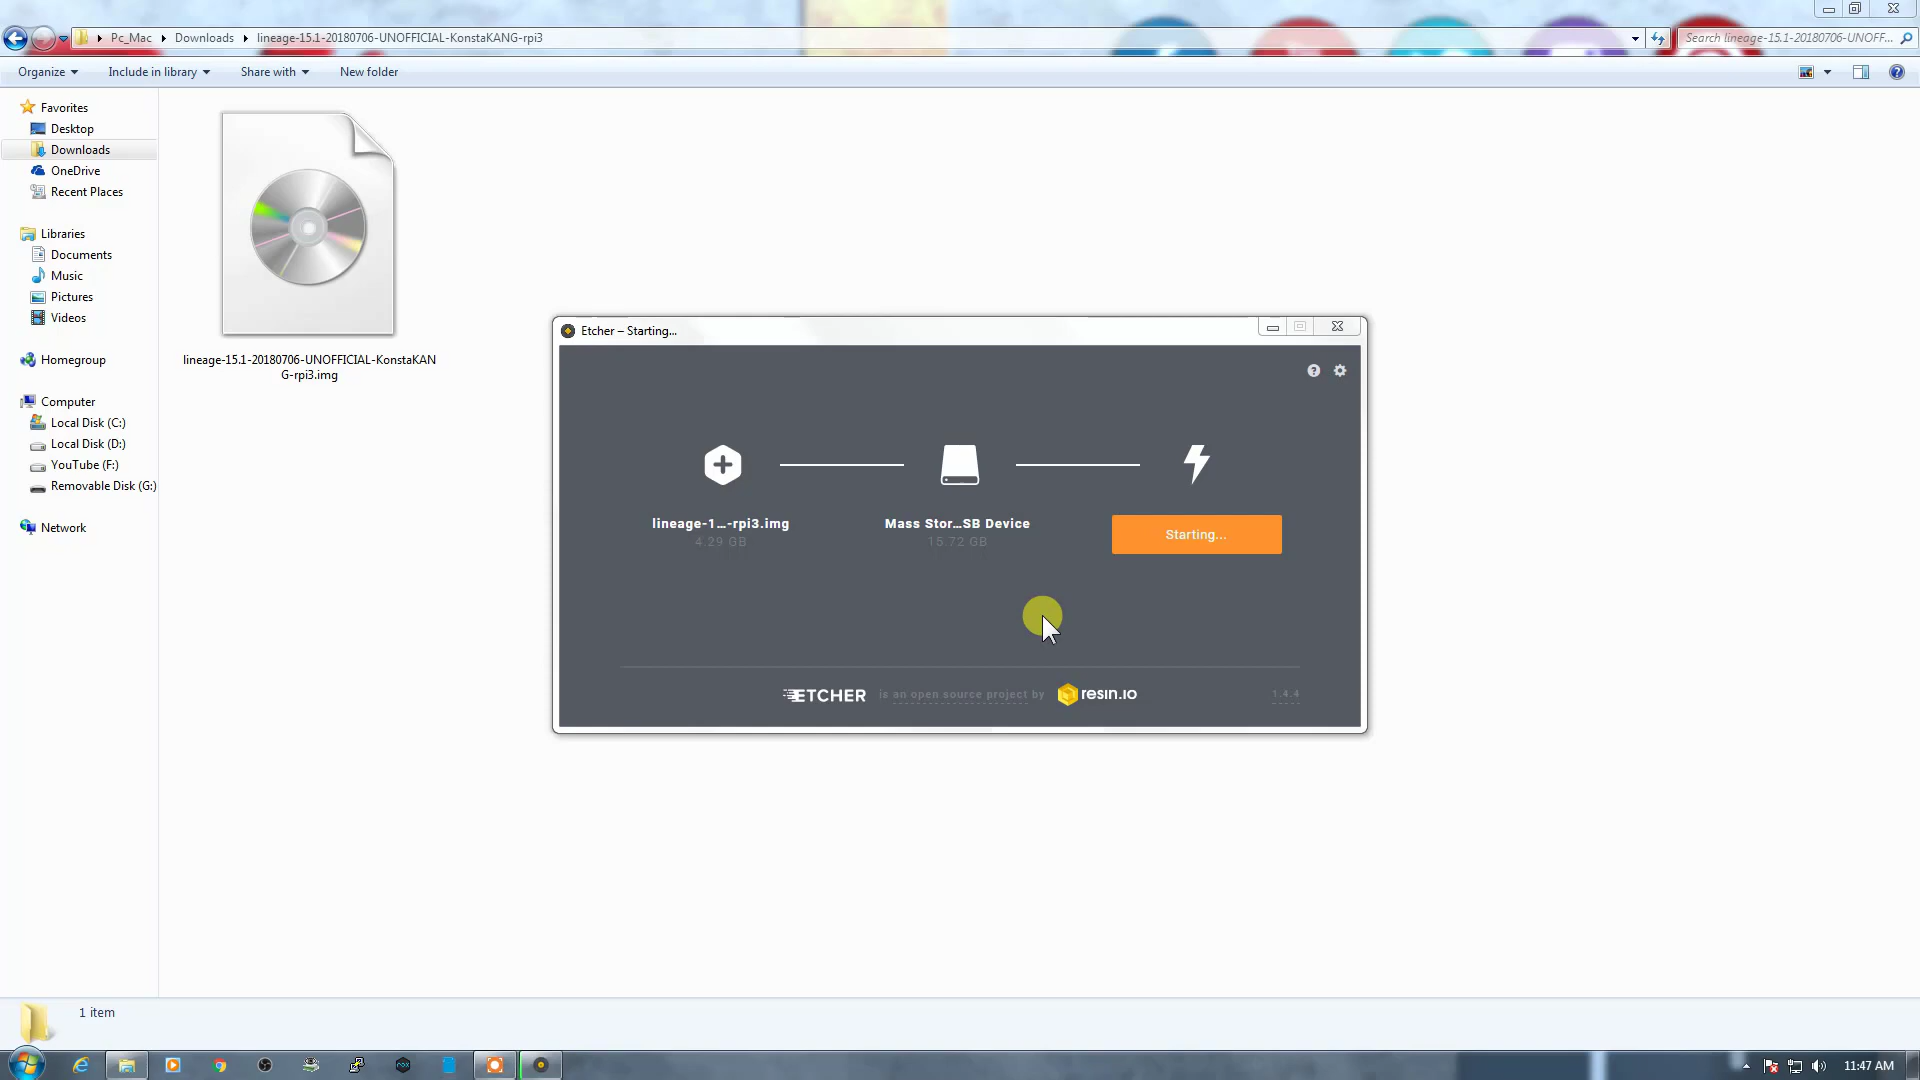 Pc_Mac
Downloads
lineage-15.1-20180706-UNOFFICIAL-KonstaKANG-rpi3
Search lineage-15.1-20180706-UNOFF...
Organize
Include in library
Share with
New folder
Favorites
Desktop
Downloads
OneDrive
Recent Places
Libraries
Documents
Music
Pictures
Videos
Homegroup
Computer
Local Disk (C:)
Local Disk (D:)
YouTube (F:)
Removable Disk (G:)
Network
lineage-15.1-20180706-UNOFFICIAL-KonstaKAN
G-rpi3.img
Etcher – Starting...
lineage-1...-rpi3.img
4.29 GB
Mass Stor...SB Device
15.72 GB
Starting...
ETCHER is an open source project by resin.io
1.4.4
1 item
nox
11:47 AM